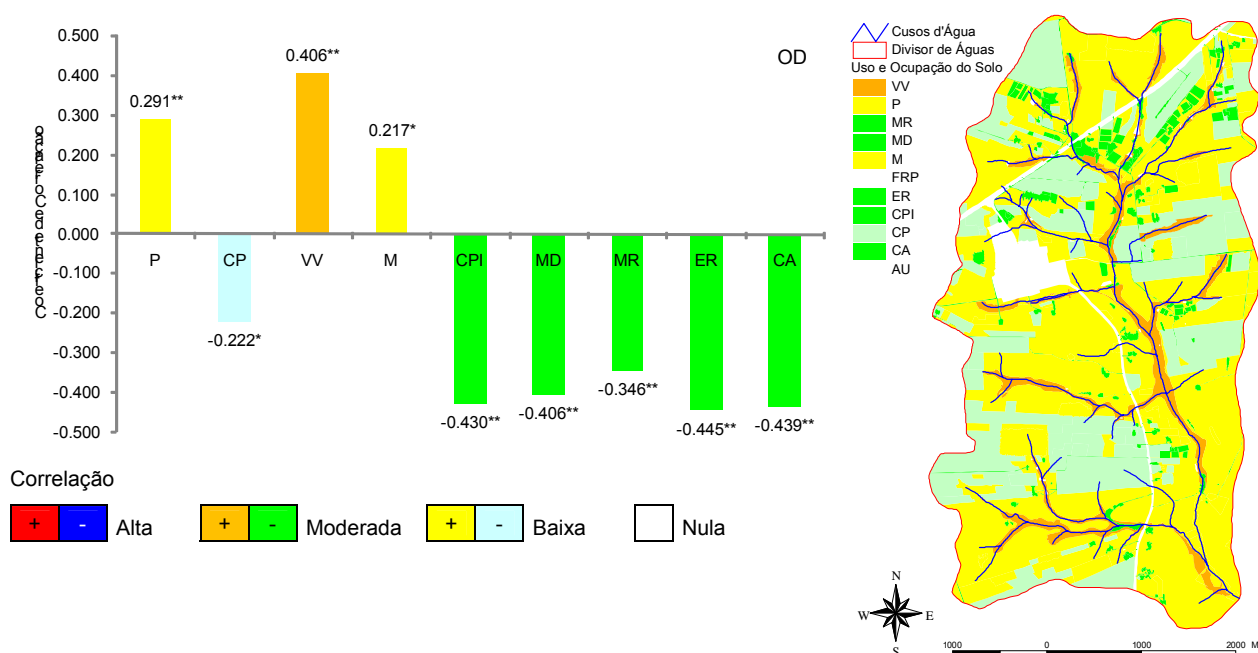 0.500
0.400
0.300
0.200
0.100
0.000
-0.100
-0.200
-0.300
-0.400
-0.500
OD
0.291**
0.406**
0.217*
P
CP
VV
M
CPI
MD
MR
ER
CA
-0.222*
-0.430**
-0.406**
-0.346**
-0.445**
-0.439**
Correlação
+ - Alta
+ - Moderada
+ - Baixa
Nula
Cusos d'Água
Divisor de Águas
Uso e Ocupação do Solo
VV
P
MR
MD
M
FRP
ER
CPI
CP
CA
AU
N
W E
S
1000 0 1000 2000 M